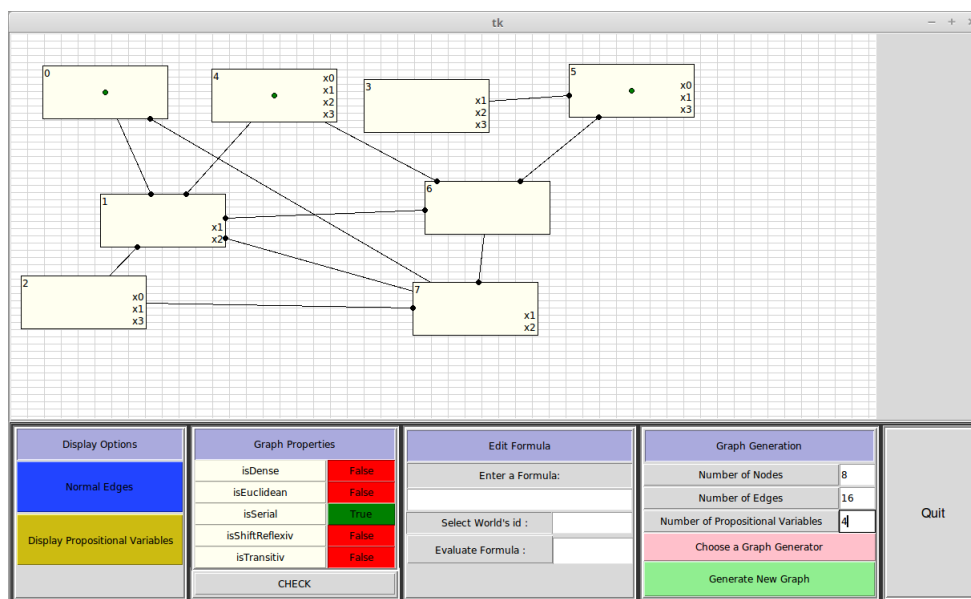 tk
0
4
x0
x1
x2
x3
3
x1
x2
x3
5
x0
x1
x3
1
x1
x2
6
2
x0
x1
x3
7
x1
x2
Display Options
Normal Edges
Display Propositional Variables
Graph Properties
isDense False
isEuclidean False
isSerial True
isShiftReflexiv False
isTransitiv False
CHECK
Edit Formula
Enter a Formula:
Select World's id :
Evaluate Formula :
Graph Generation
Number of Nodes 8
Number of Edges 16
Number of Propositional Variables 4
Choose a Graph Generator
Generate New Graph
Quit